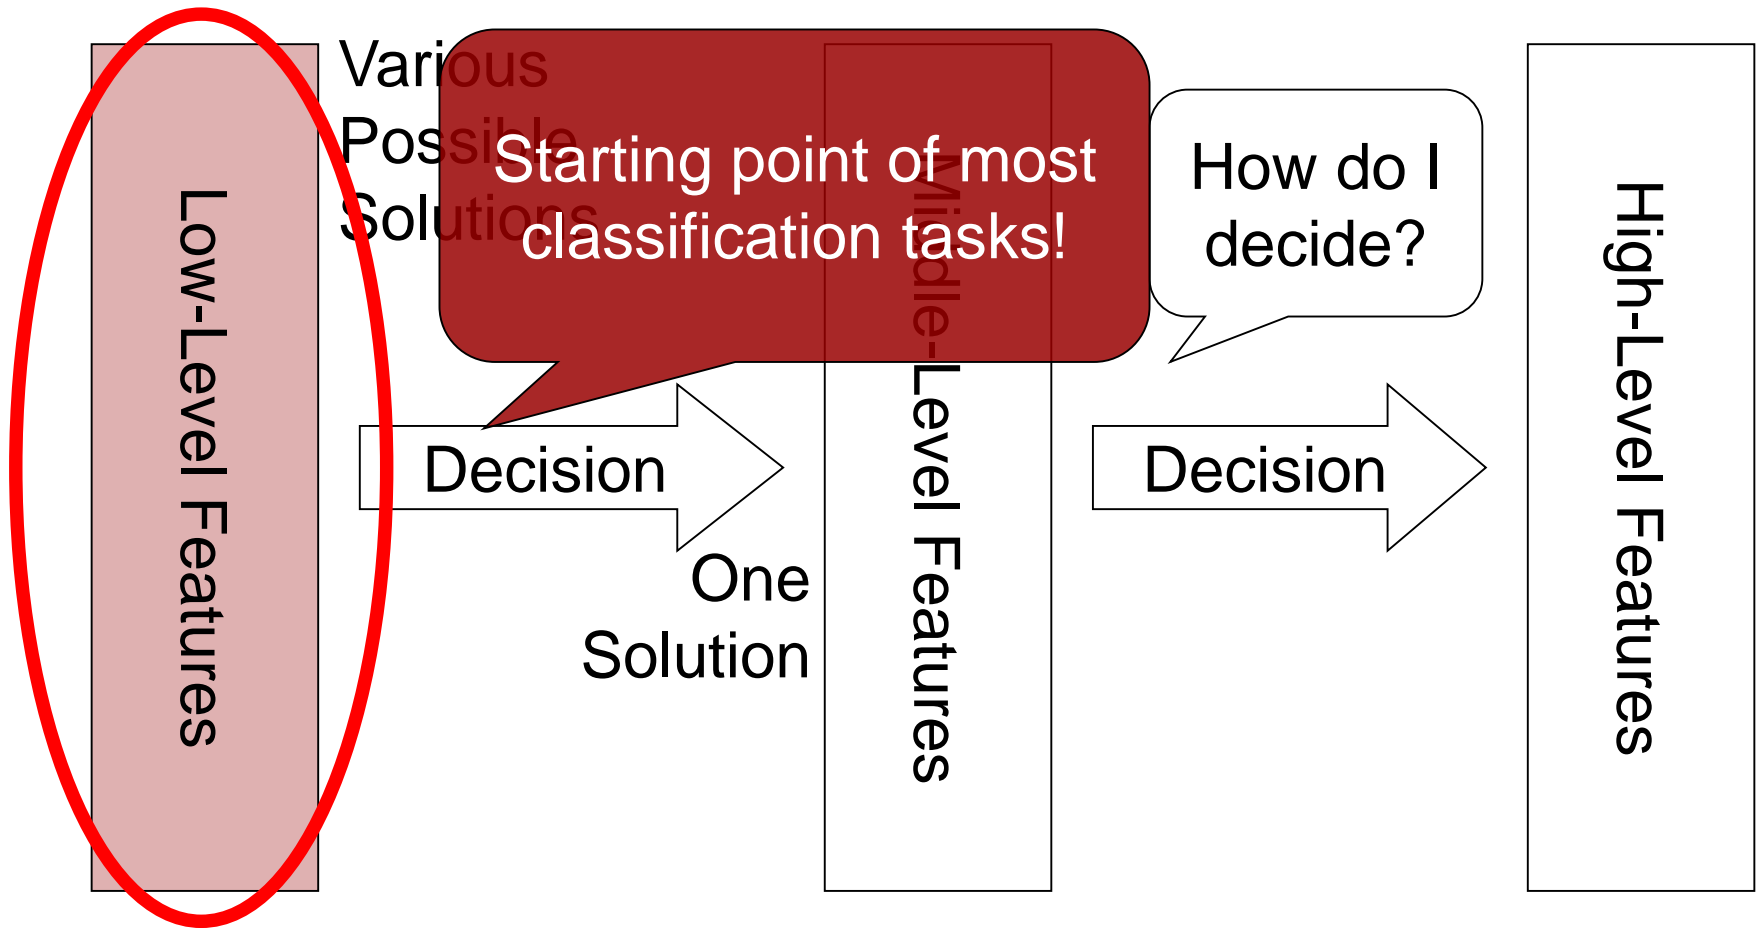 Low-Level Features
Various
Possible
Solutions
Starting point of most
classification tasks!
Decision
One
Solution
Middle-Level Features
How do I
decide?
Decision
High-Level Features